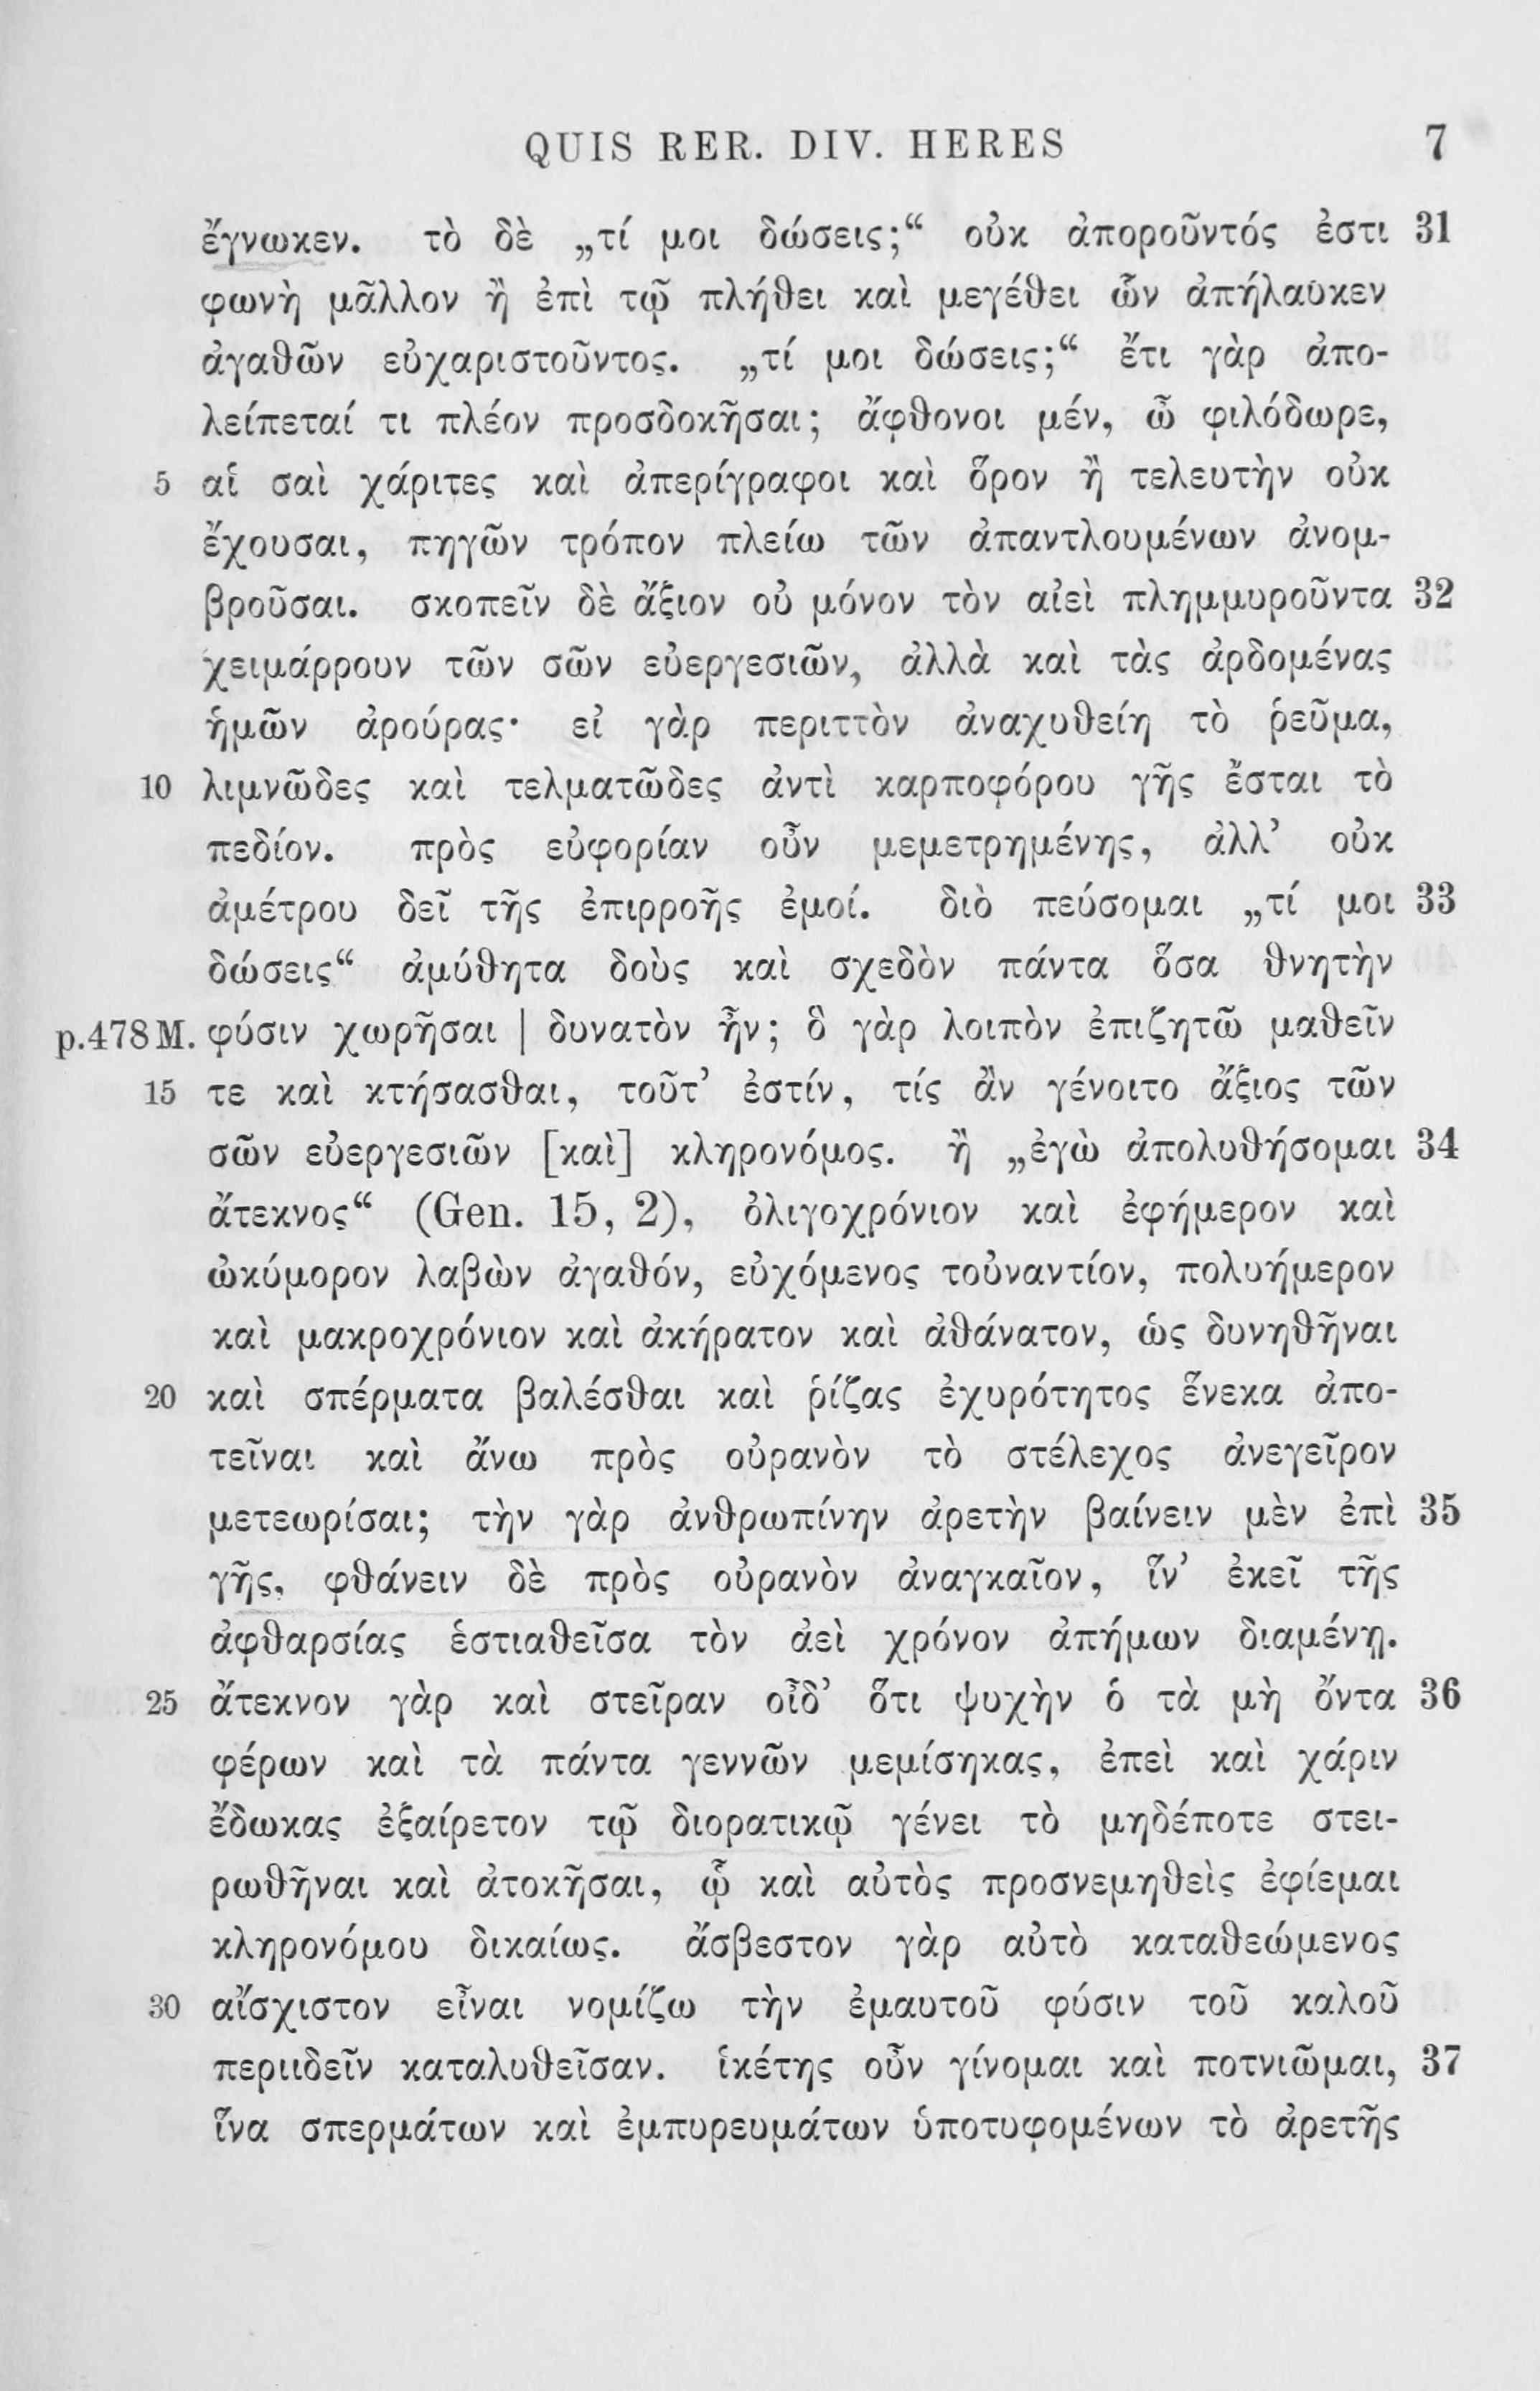 QUIS RER. DIV. HERES 7
ἔγνωκεν. τὸ δὲ „τί μοι δώσεις;“ οὐκ ἀποροῦντός ἐστι 31
φωνὴ μᾶλλον ἢ ἐπὶ τῷ πλήθει καὶ μεγέθει ὧν ἀπήλαυκεν
ἀγαθῶν εὐχαριστοῦντος. „τί μοι δώσεις;“ ἔτι γὰρ ἀπο-
λείπεταί τι πλέον προσδοκῆσαι; ἄφθονοι μέν, ὦ φιλόδωρε,
5 αἱ σαὶ χάριτες καὶ ἀπερίγραφοι καὶ ὅρον ἢ τελευτὴν οὐκ
ἔχουσαι, πηγῶν τρόπον πλείω τῶν ἀπαντλουμένων ἀνομ-
βροῦσαι. σκοπεῖν δὲ ἄξιον οὐ μόνον τὸν αἰεὶ πλημμυροῦντα 32
χειμάρρουν τῶν σῶν εὐεργεσιῶν, ἀλλὰ καὶ τὰς ἀρδομένας
ἡμῶν ἀρούρας· εἰ γὰρ περιττὸν ἀναχυθείη τὸ ῥεῦμα,
10 λιμνῶδες καὶ τελματῶδες ἀντὶ καρποφόρου γῆς ἔσται τὸ
πεδίον. πρὸς εὐφορίαν οὖν μεμετρημένης, ἀλλ’ οὐκ
ἀμέτρου δεῖ τῆς ἐπιρροῆς ἐμοί. διὸ πεύσομαι „τί μοι 33
δώσεις“ ἀμύθητα δοὺς καὶ σχεδὸν πάντα ὅσα θνητὴν
p.478 M. φύσιν χωρῆσαι | δυνατὸν ἦν; ὃ γὰρ λοιπὸν ἐπιζητῶ μαθεῖν
15 τε καὶ κτήσασθαι, τοῦτ’ ἐστίν, τίς ἂν γένοιτο ἄξιος τῶν
σῶν εὐεργεσιῶν [καὶ] κληρονόμος. ἢ „ἐγὼ ἀπολυθήσομαι 34
ἄτεκνος“ (Gen. 15, 2), ὀλιγοχρόνιον καὶ ἐφήμερον καὶ
ὠκύμορον λαβὼν ἀγαθόν, εὐχόμενος τοὐναντίον, πολυήμερον
καὶ μακροχρόνιον καὶ ἀκήρατον καὶ ἀθάνατον, ὡς δυνηθῆναι
20 καὶ σπέρματα βαλέσθαι καὶ ῥίζας ἐχυρότητος ἕνεκα ἀπο-
τεῖναι καὶ ἄνω πρὸς οὐρανὸν τὸ στέλεχος ἀνεγεῖρον
μετεωρίσαι; τὴν γὰρ ἀνθρωπίνην ἀρετὴν βαίνειν μὲν ἐπὶ 35
γῆς, φθάνειν δὲ πρὸς οὐρανὸν ἀναγκαῖον, ἵν’ ἐκεῖ τῆς
ἀφθαρσίας ἑστιαθεῖσα τὸν ἀεὶ χρόνον ἀπήμων διαμένῃ.
25 ἄτεκνον γὰρ καὶ στεῖραν οἶδ’ ὅτι ψυχὴν ὁ τὰ μὴ ὄντα 36
φέρων καὶ τὰ πάντα γεννῶν μεμίσηκας, ἐπεὶ καὶ χάριν
ἔδωκας ἐξαίρετον τῷ διορατικῷ γένει τὸ μηδέποτε στει-
ρωθῆναι καὶ ἀτοκῆσαι, ᾧ καὶ αὐτὸς προσνεμηθεὶς ἐφίεμαι
κληρονόμου δικαίως. ἄσβεστον γὰρ αὐτὸ καταθεώμενος
30 αἴσχιστον εἶναι νομίζω τὴν ἐμαυτοῦ φύσιν τοῦ καλοῦ
περιιδεῖν καταλυθεῖσαν. ἱκέτης οὖν γίνομαι καὶ ποτνιῶμαι, 37
ἵνα σπερμάτων καὶ ἐμπυρευμάτων ὑποτυφομένων τὸ ἀρετῆς